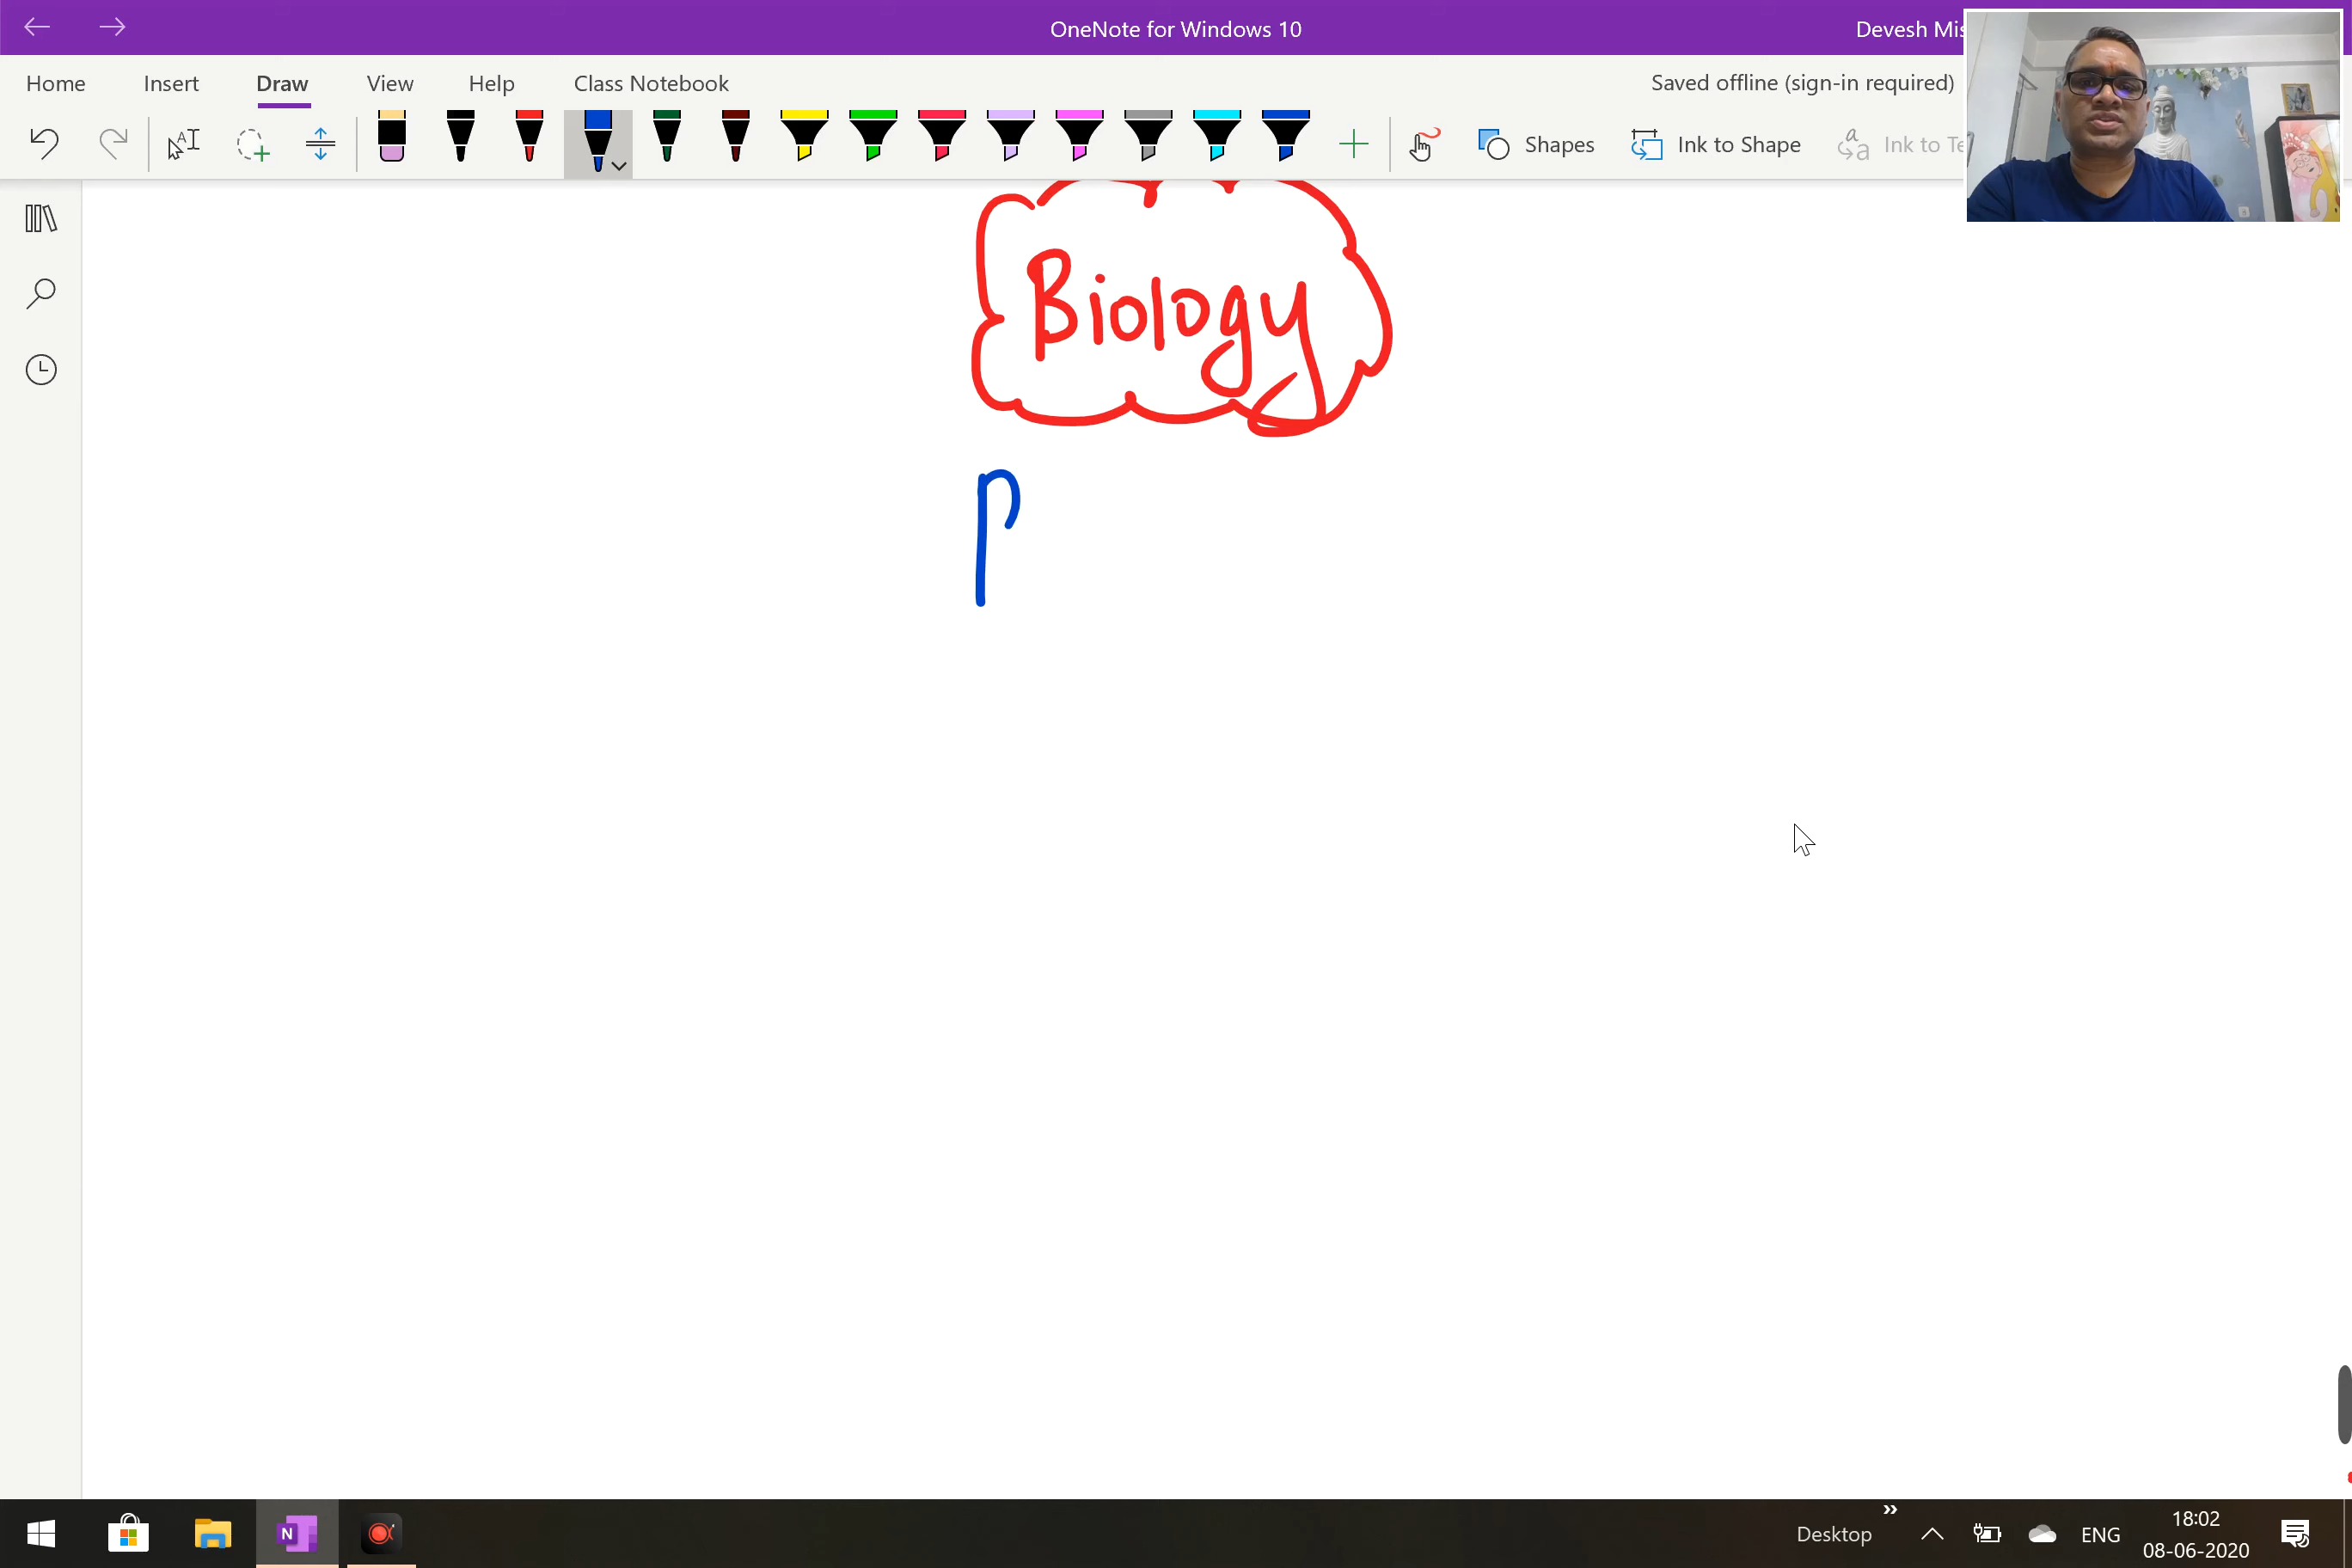 OneNote for Windows 10
Devesh Mis
Home Insert Draw View Help Class Notebook
Saved offline (sign-in required)
Shapes Ink to Shape Ink to Te
Biology
P
Desktop
ENG
18:02
08-06-2020